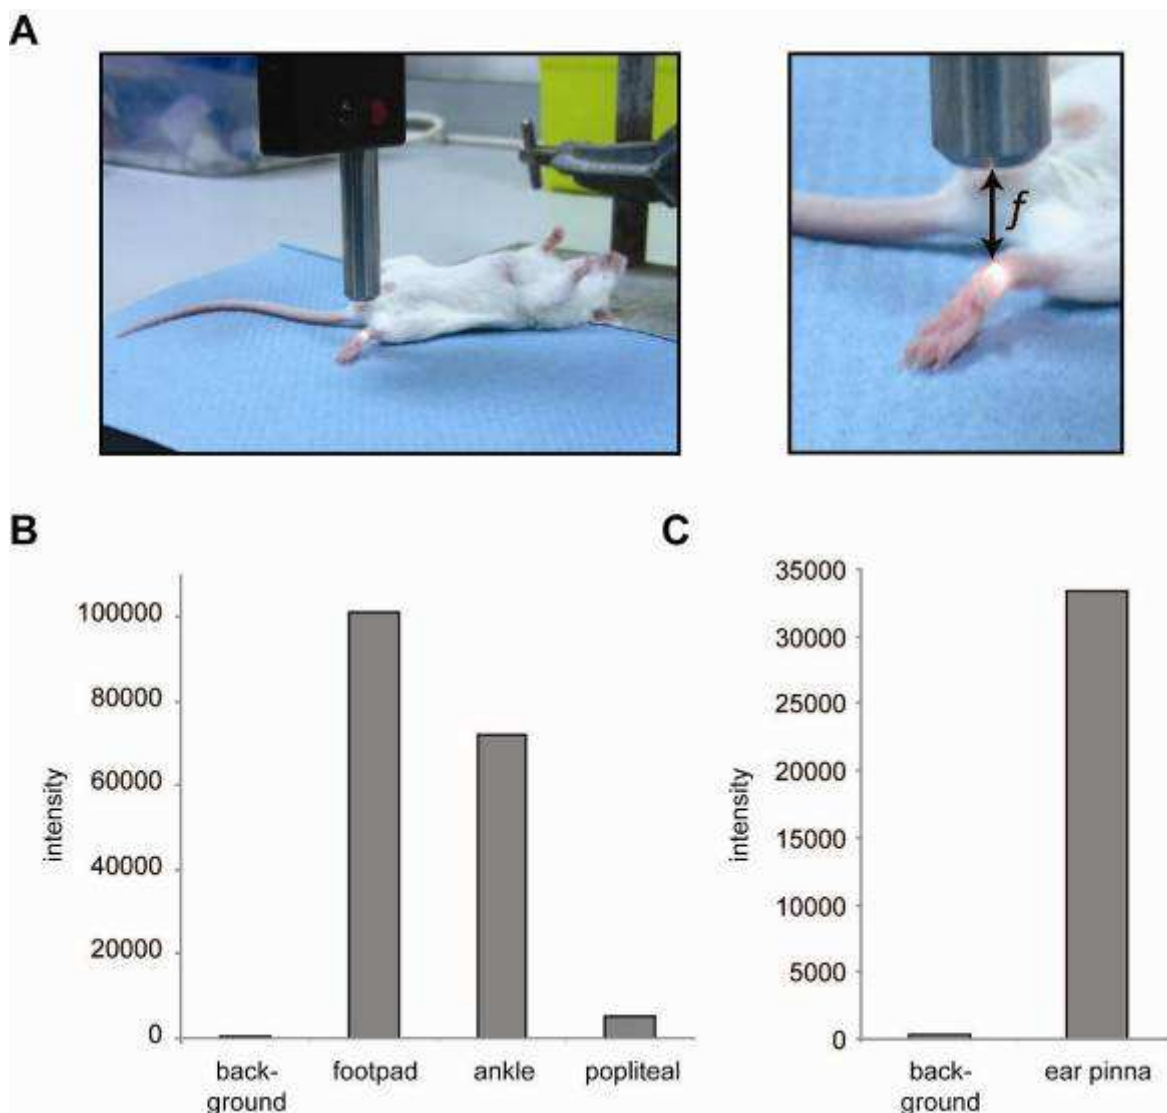 A
f
B
C
100000
80000
60000
40000
20000
0
intensity
back-
ground
footpad
ankle
popliteal
35000
30000
25000
20000
15000
10000
5000
0
intensity
back-
ground
ear pinna